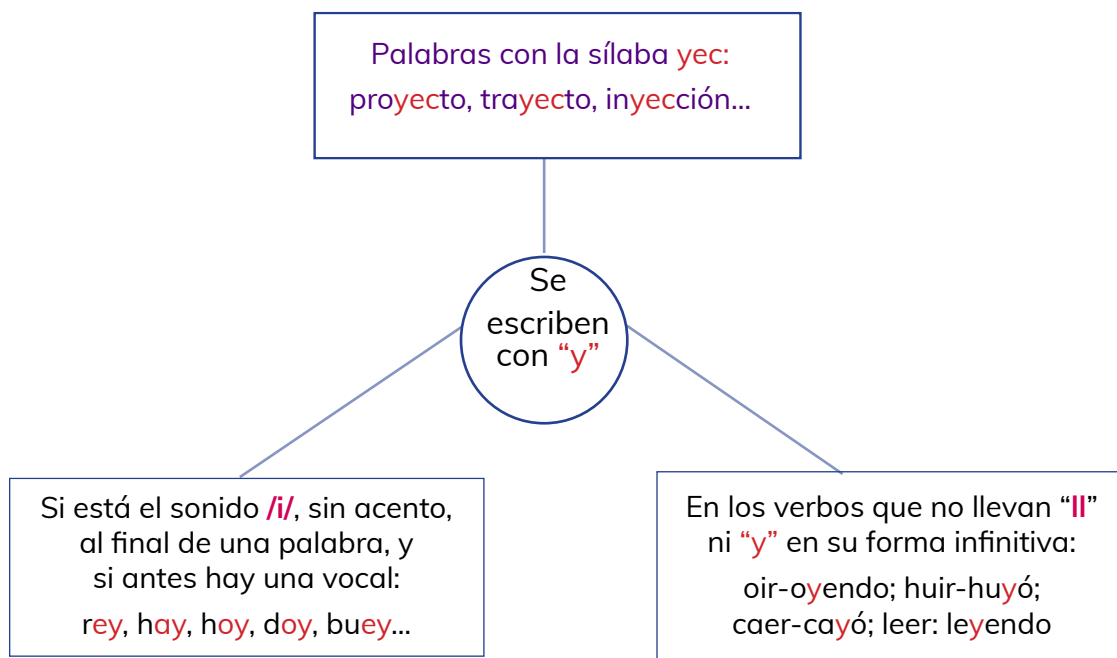 Palabras con la sílaba yec:
proyecto, trayecto, inyección...
Se
escriben
con “y”
Si está el sonido /i/, sin acento,
al final de una palabra, y
si antes hay una vocal:
rey, hay, hoy, doy, buey...
En los verbos que no llevan “ll”
ni “y” en su forma infinitiva:
oir-oyendo; huir-huyó;
caer-cayó; leer: leyendo